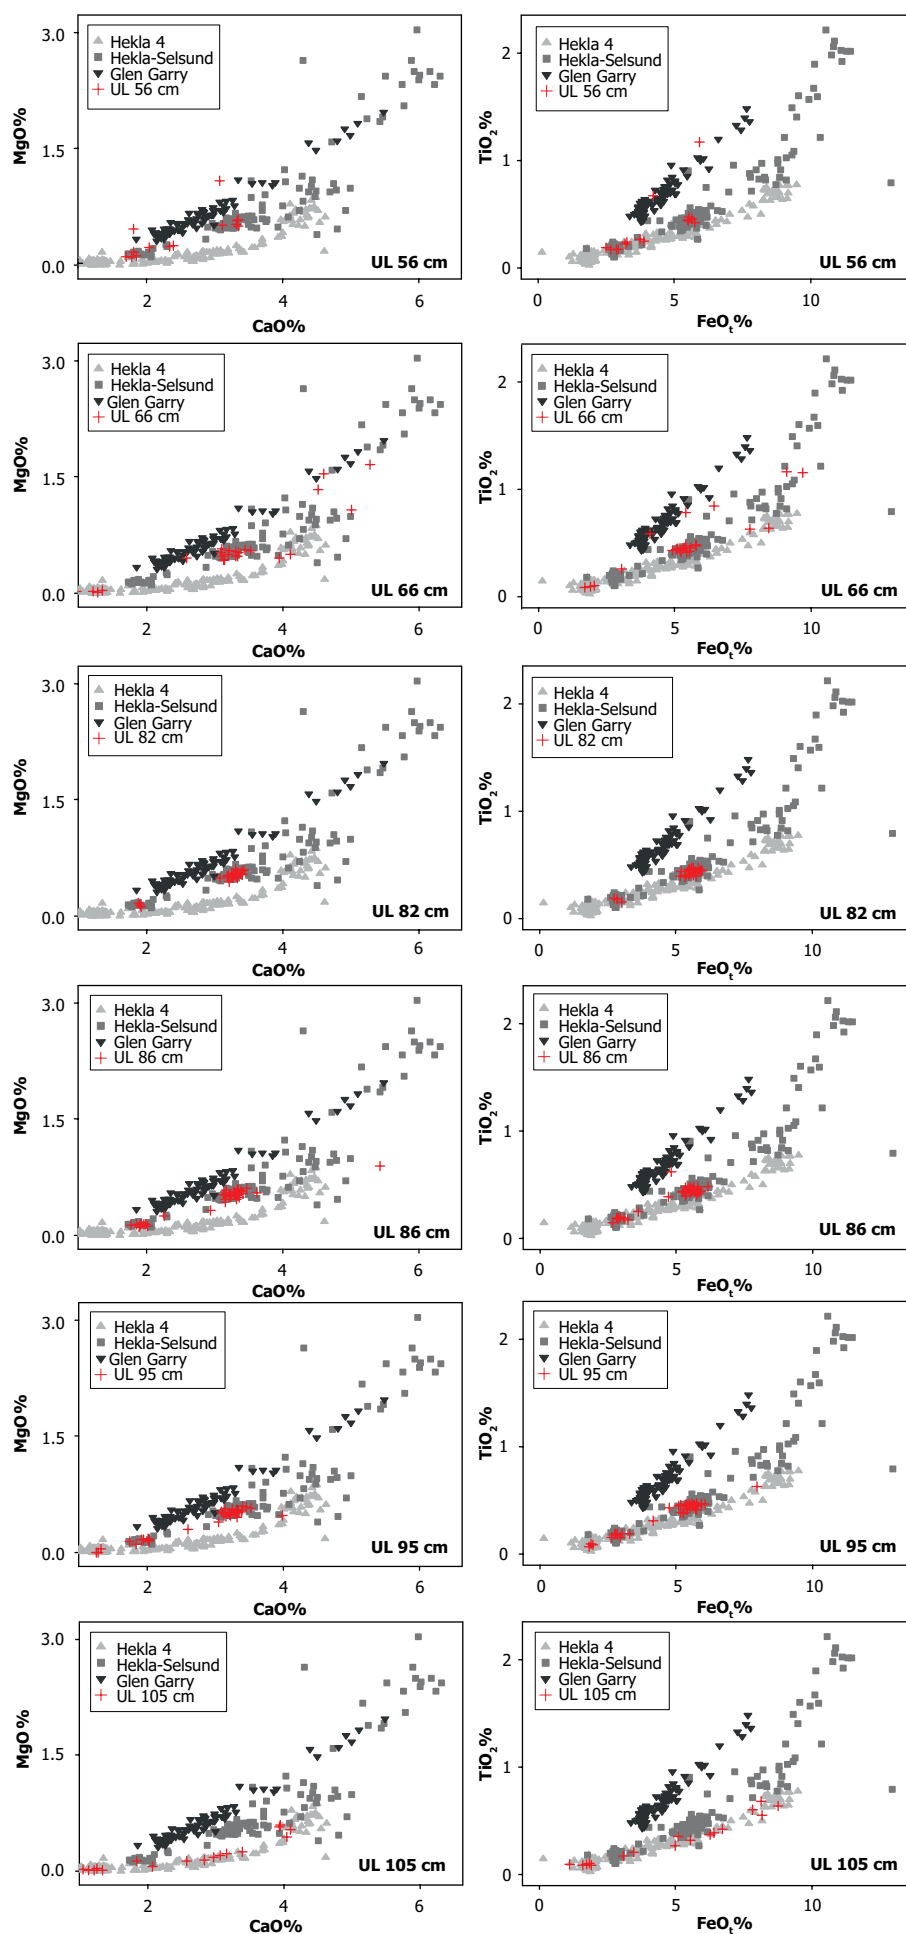 3.0
1.5
0.0
MgO%
Hekla 4
Hekla-Selsund
Glen Garry
UL 56 cm
UL 56 cm
2 4 6
CaO%
2
1
0
TiO2%
Hekla 4
Hekla-Selsund
Glen Garry
UL 56 cm
UL 56 cm
0 5 10
FeOt%
3.0
1.5
0.0
MgO%
Hekla 4
Hekla-Selsund
Glen Garry
UL 66 cm
UL 66 cm
2 4 6
CaO%
2
1
0
TiO2%
Hekla 4
Hekla-Selsund
Glen Garry
UL 66 cm
UL 66 cm
0 5 10
FeOt%
3.0
1.5
0.0
MgO%
Hekla 4
Hekla-Selsund
Glen Garry
UL 82 cm
UL 82 cm
2 4 6
CaO%
2
1
0
TiO2%
Hekla 4
Hekla-Selsund
Glen Garry
UL 82 cm
UL 82 cm
0 5 10
FeOt%
3.0
1.5
0.0
MgO%
Hekla 4
Hekla-Selsund
Glen Garry
UL 86 cm
UL 86 cm
2 4 6
CaO%
2
1
0
TiO2%
Hekla 4
Hekla-Selsund
Glen Garry
UL 86 cm
UL 86 cm
0 5 10
FeOt%
3.0
1.5
0.0
MgO%
Hekla 4
Hekla-Selsund
Glen Garry
UL 95 cm
UL 95 cm
2 4 6
CaO%
2
1
0
TiO2%
Hekla 4
Hekla-Selsund
Glen Garry
UL 95 cm
UL 95 cm
0 5 10
FeOt%
3.0
1.5
0.0
MgO%
Hekla 4
Hekla-Selsund
Glen Garry
UL 105 cm
UL 105 cm
2 4 6
CaO%
2
1
0
TiO2%
Hekla 4
Hekla-Selsund
Glen Garry
UL 105 cm
UL 105 cm
0 5 10
FeOt%